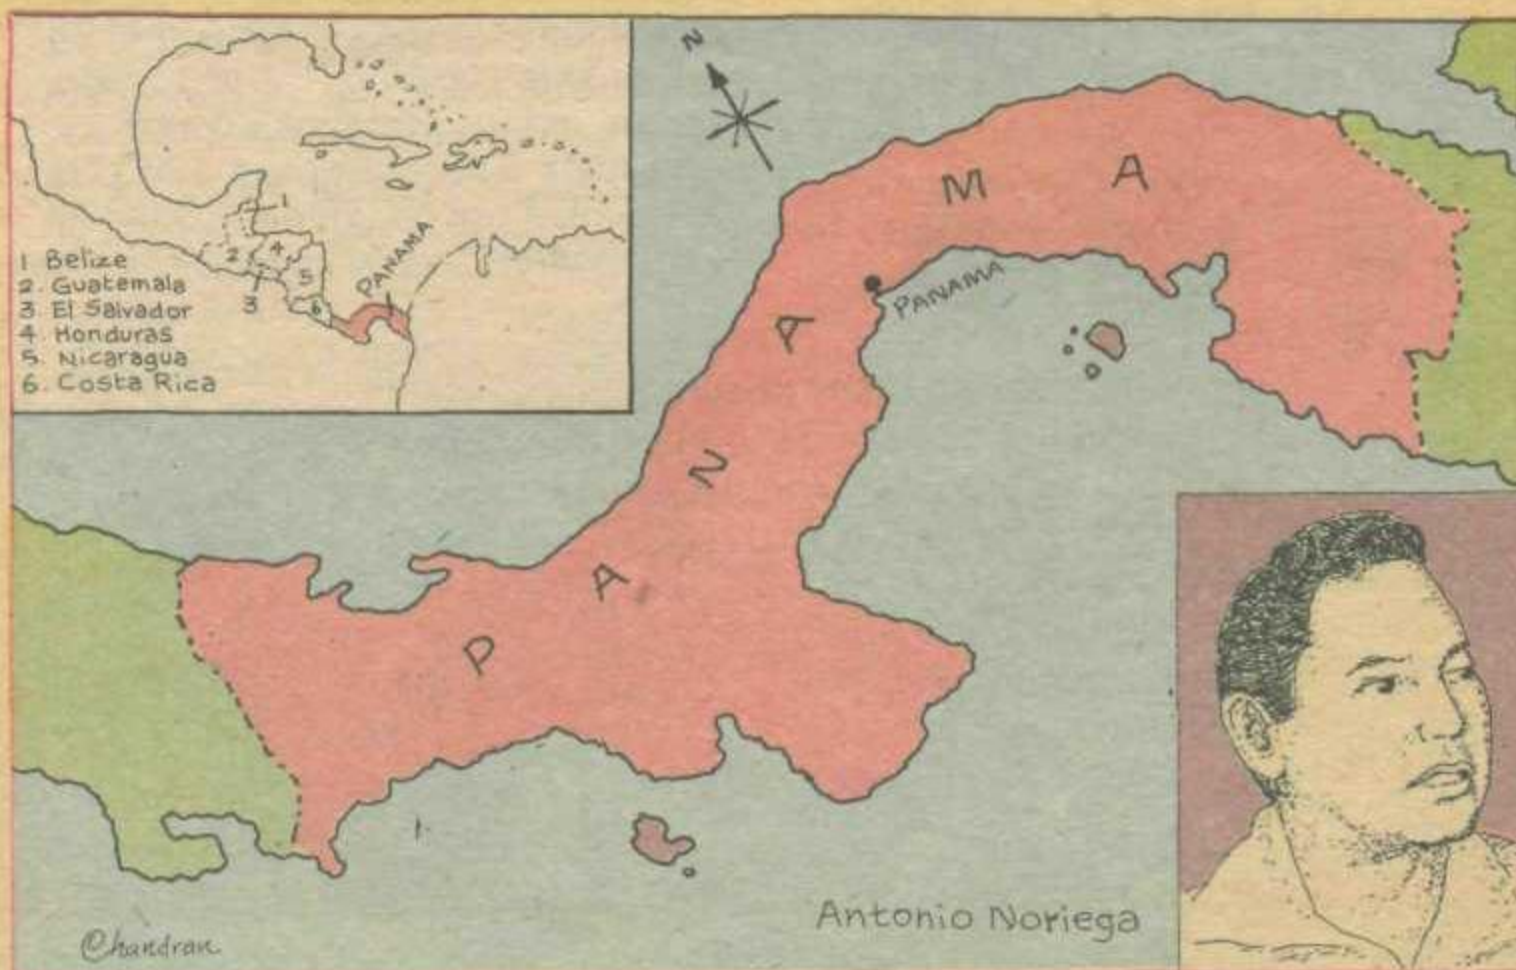 N
1
2
4
5
3
6
PANAMA
1 Belize
2. Guatemala
3 El Salvador
4 Honduras
5. Nicaragua
6. Costa Rica
PANAMA
PANAMA
Antonio Noriega
Chandran